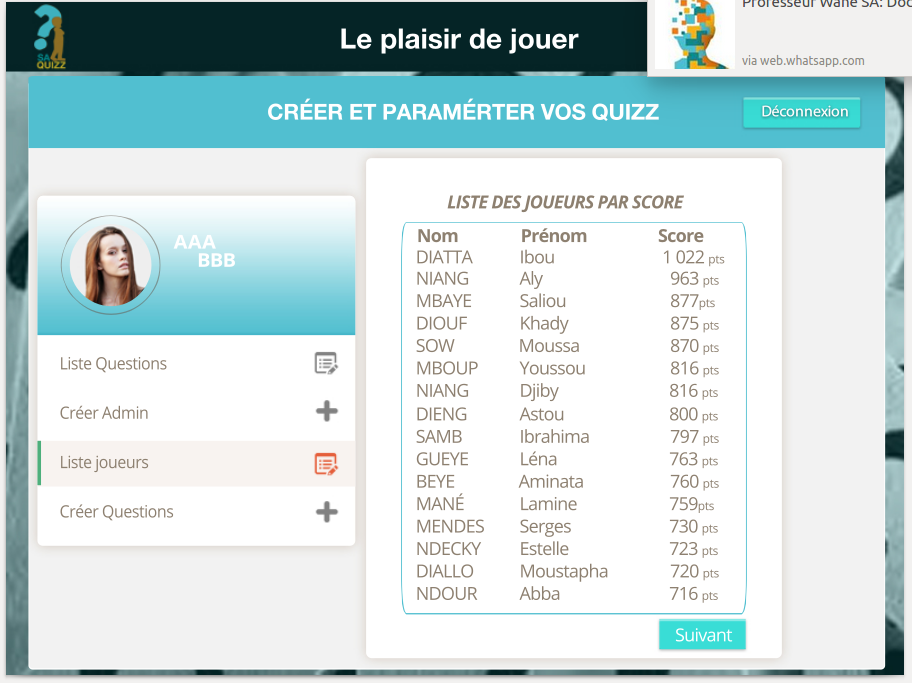 Le plaisir de jouer
SA
QUIZZ
Professeur Wane SA: Doc
via web.whatsapp.com
CRÉER ET PARAMÉRTER VOS QUIZZ
Déconnexion
AAA
BBB
Liste Questions
Créer Admin
Liste joueurs
Créer Questions
LISTE DES JOUEURS PAR SCORE
Nom Prénom Score
DIATTA Ibou 1 022 pts
NIANG Aly 963 pts
MBAYE Saliou 877pts
DIOUF Khady 875 pts
SOW Moussa 870 pts
MBOUP Youssou 816 pts
NIANG Djiby 816 pts
DIENG Astou 800 pts
SAMB Ibrahima 797 pts
GUEYE Léna 763 pts
BEYE Aminata 760 pts
MANÉ Lamine 759pts
MENDES Serges 730 pts
NDECKY Estelle 723 pts
DIALLO Moustapha 720 pts
NDOUR Abba 716 pts
Suivant